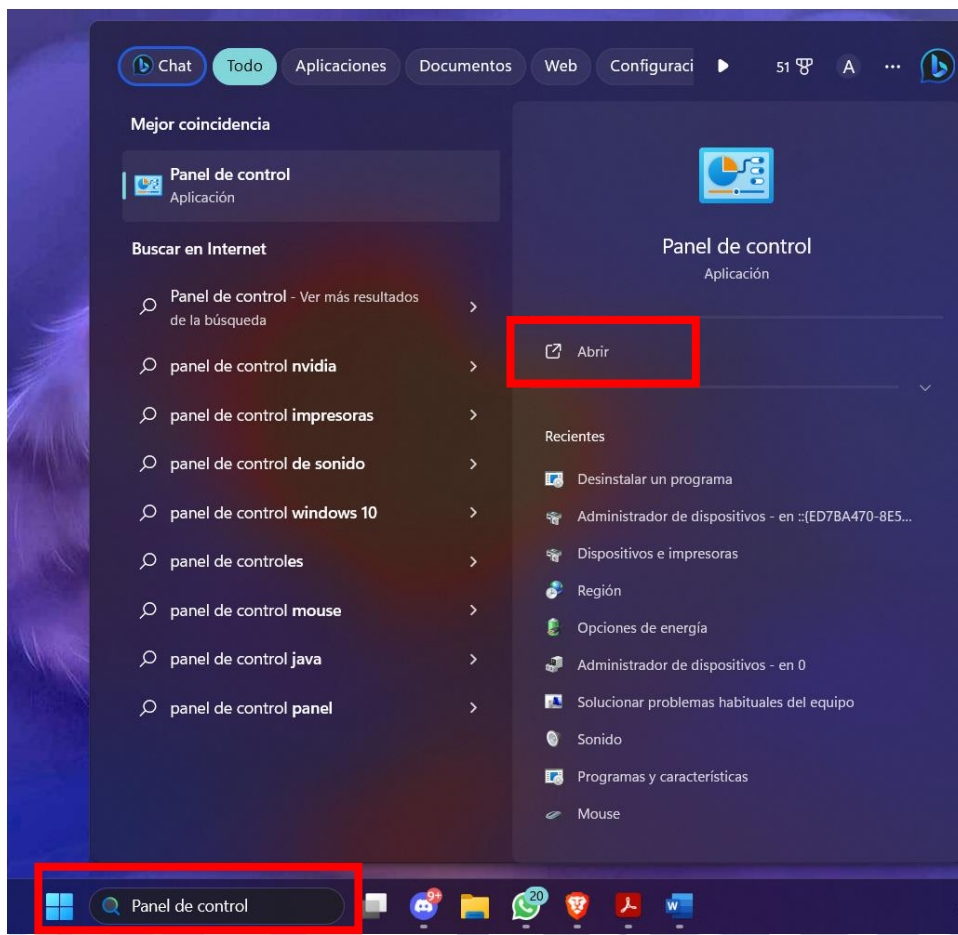 Chat
Todo
Aplicaciones
Documentos
Web
Configuraci
51
A
...
Mejor coincidencia
Panel de control
Aplicación
Buscar en Internet
Panel de control - Ver más resultados
de la búsqueda
panel de control nvidia
panel de control impresoras
panel de control de sonido
panel de control windows 10
panel de controles
panel de control mouse
panel de control java
panel de control panel
Panel de control
Aplicación
Abrir
Recientes
Desinstalar un programa
Administrador de dispositivos - en ::{ED7BA470-8E5...
Dispositivos e impresoras
Región
Opciones de energía
Administrador de dispositivos - en 0
Solucionar problemas habituales del equipo
Sonido
Programas y características
Mouse
Panel de control
9+
20
W